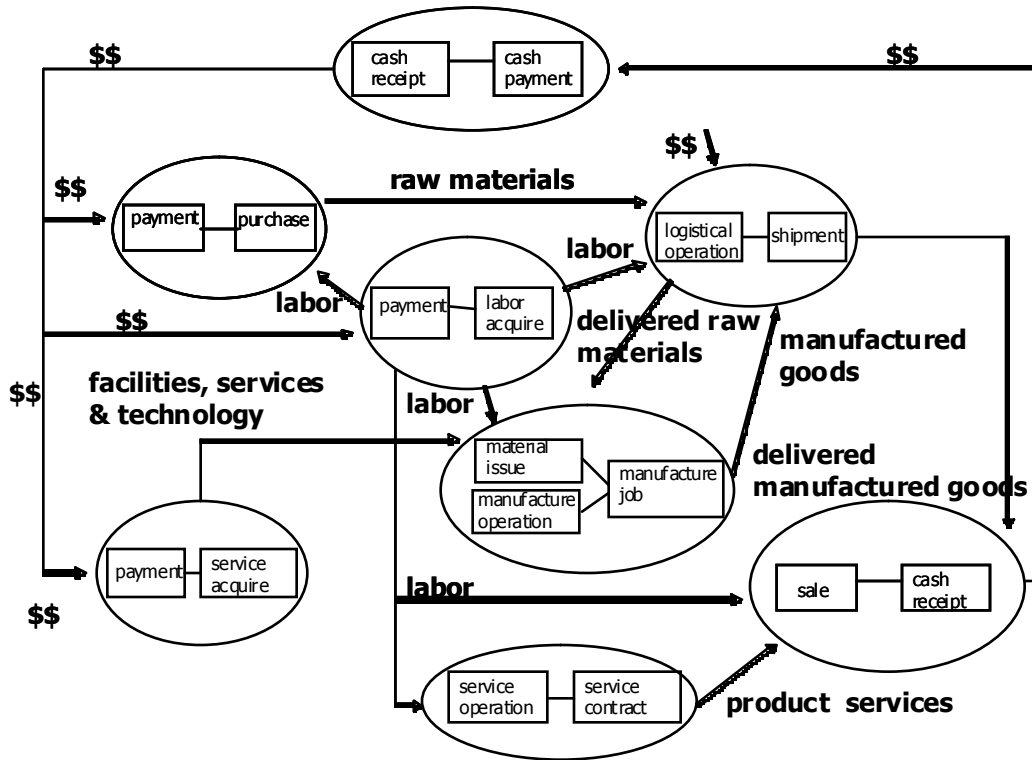 $$
cash
receipt
cash
payment
$$
$$
raw materials
$$
payment
purchase
logistical
operation
shipment
labor
labor
payment
labor
acquire
$$
delivered raw
materials
manufactured
goods
$$
facilities, services
& technology
labor
material
issue
manufacture
operation
manufacture
job
delivered
manufactured goods
payment
service
acquire
$$
labor
sale
cash
receipt
service
operation
service
contract
product services